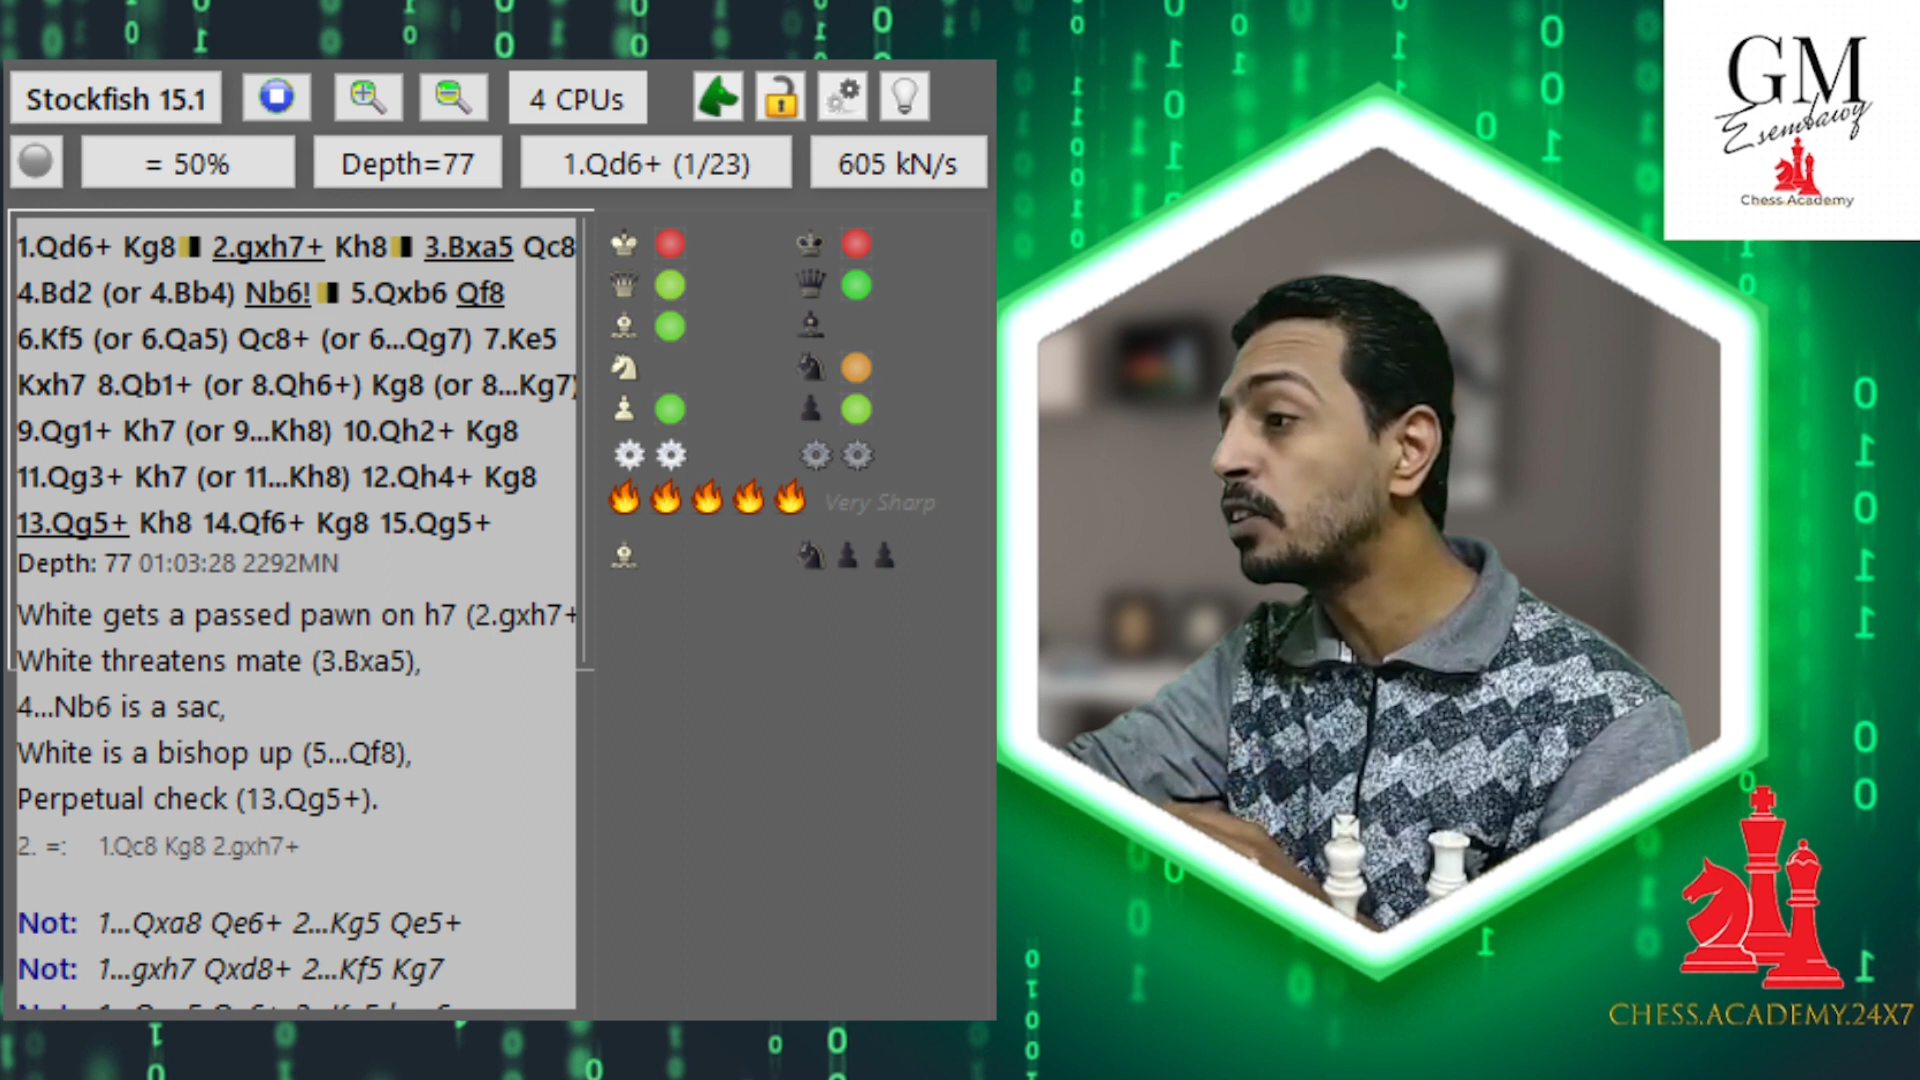 Stockfish 15.1
4 CPUs
= 50%
Depth=77
1.Qd6+ (1/23)
605 kN/s
1.Qd6+ Kg8 2.gxh7+ Kh8 3.Bxa5 Qc8
4.Bd2 (or 4.Bb4) Nb6! 5.Qxb6 Qf8
6.Kf5 (or 6.Qa5) Qc8+ (or 6...Qg7) 7.Ke5
Kxh7 8.Qb1+ (or 8.Qh6+) Kg8 (or 8...Kg7)
9.Qg1+ Kh7 (or 9...Kh8) 10.Qh2+ Kg8
11.Qg3+ Kh7 (or 11...Kh8) 12.Qh4+ Kg8
13.Qg5+ Kh8 14.Qf6+ Kg8 15.Qg5+
Depth: 77 01:03:28 2292MN
White gets a passed pawn on h7 (2.gxh7+
White threatens mate (3.Bxa5),
4...Nb6 is a sac,
White is a bishop up (5...Qf8),
Perpetual check (13.Qg5+).
2. =: 1.Qc8 Kg8 2.gxh7+
Not: 1...Qxa8 Qe6+ 2...Kg5 Qe5+
Not: 1...gxh7 Qxd8+ 2...Kf5 Kg7
Very Sharp
GM
Esembawy
Chess.Academy
CHESS.ACADEMY.24X7